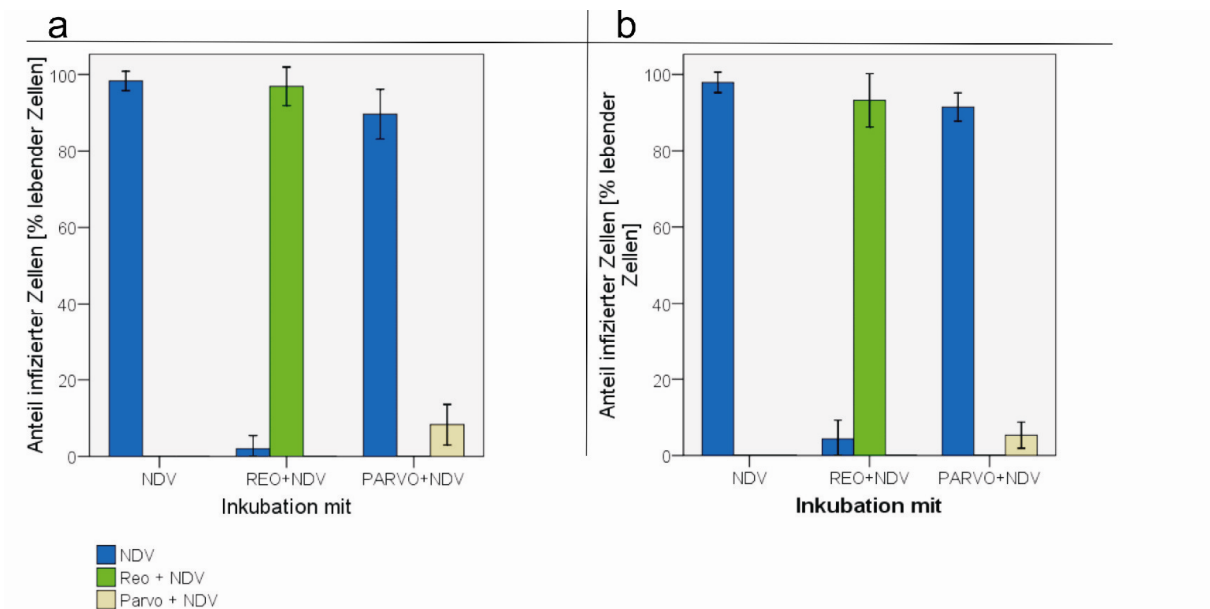 a
Anteil infizierter Zellen [% lebender Zellen]
100
80
60
40
20
0
NDV REO+NDV PARVO+NDV
Inkubation mit
b
Anteil infizierter Zellen [% lebender
Zellen]
100
80
60
40
20
0
NDV REO+NDV PARVO+NDV
Inkubation mit
NDV
Reo + NDV
Parvo + NDV